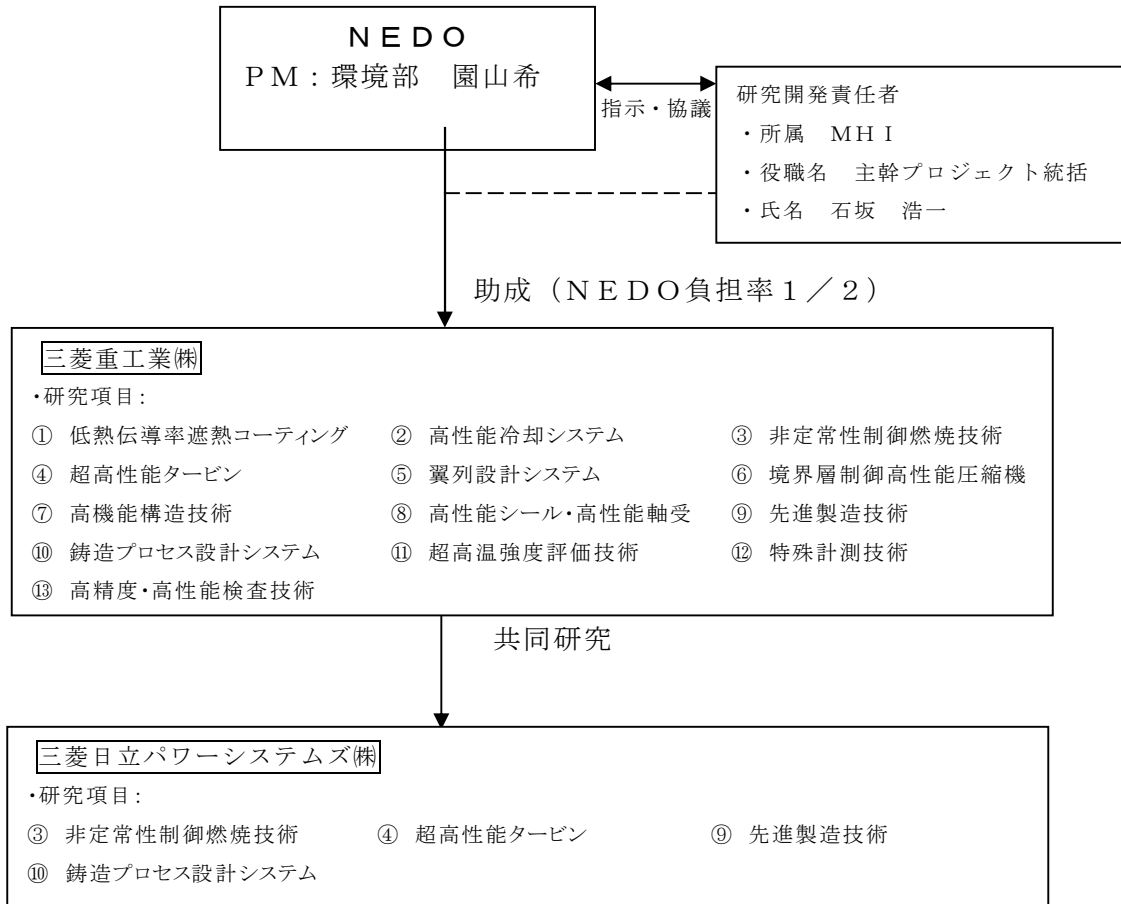 ＮＥＤＯ
ＰＭ：環境部　園山希
指示・協議
研究開発責任者
・所属　ＭＨＩ
・役職名　主幹プロジェクト統括
・氏名　石坂　浩一
助成（ＮＥＤＯ負担率１／２）
三菱重工業㈱
・研究項目：
① 低熱伝導率遮熱コーティング　② 高性能冷却システム　③ 非定常性制御燃焼技術
④ 超高性能タービン　⑤ 翼列設計システム　⑥ 境界層制御高性能圧縮機
⑦ 高機能構造技術　⑧ 高性能シール・高性能軸受　⑨ 先進製造技術
⑩ 鋳造プロセス設計システム　⑪ 超高温強度評価技術　⑫ 特殊計測技術
⑬ 高精度・高性能検査技術
共同研究
三菱日立パワーシステムズ㈱
・研究項目：
③ 非定常性制御燃焼技術　④ 超高性能タービン　⑨ 先進製造技術
⑩ 鋳造プロセス設計システム